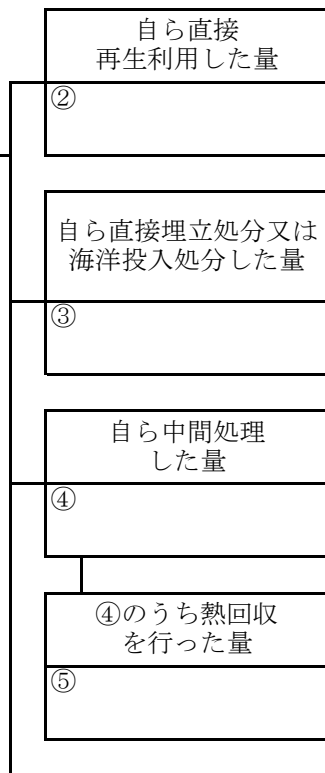 自ら直接
再生利用した量
②
自ら直接埋立処分又は
海洋投入処分した量
③
自ら中間処理
した量
④
④のうち熱回収
を行った量
⑤